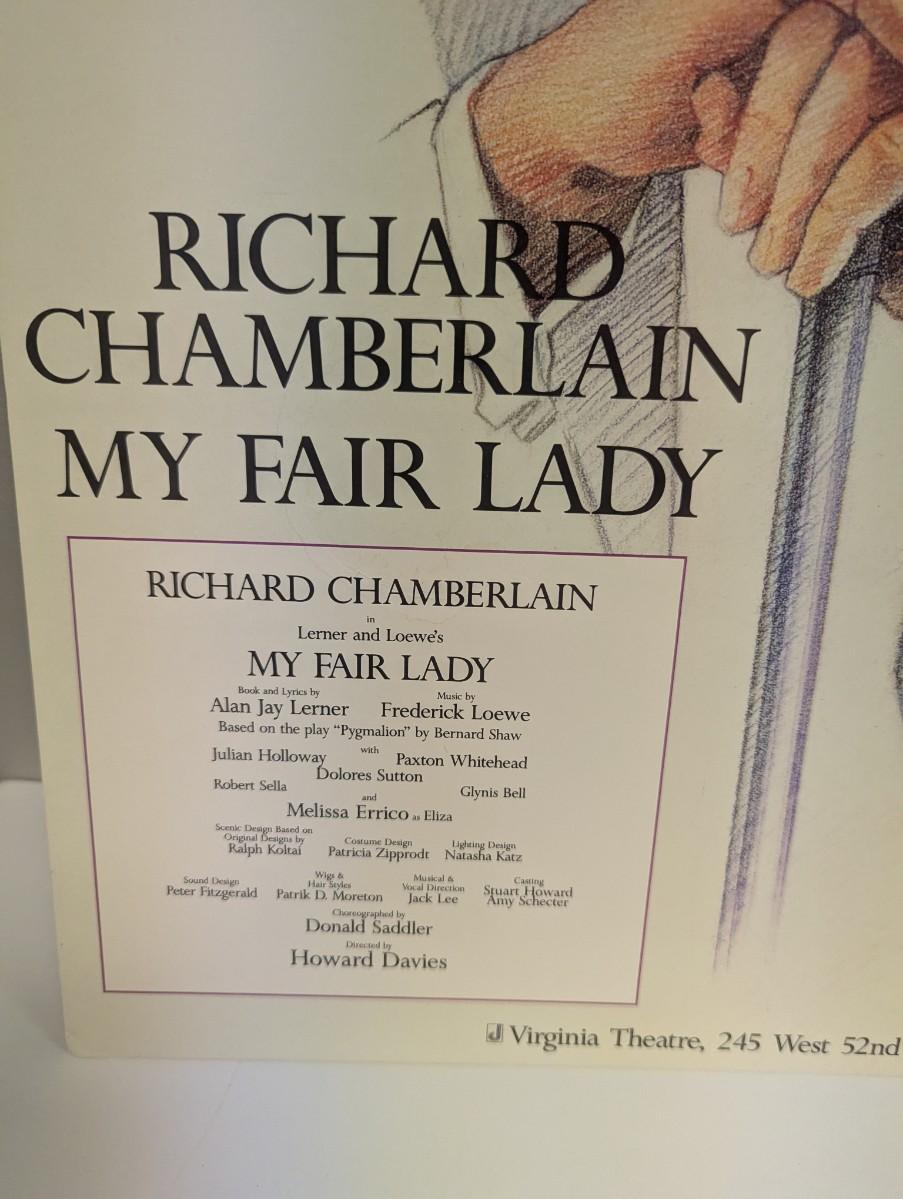 RICHARD
CHAMBERLAIN
MY FAIR LADY
RICHARD CHAMBERLAIN
in
Lerner and Loewe's
MY FAIR LADY
Book and Lyrics by Music by
Alan Jay Lerner Frederick Loewe
Based on the play “Pygmalion” by Bernard Shaw
with
Julian Holloway Paxton Whitehead
Dolores Sutton
Robert Sella Glynis Bell
and
Melissa Errico as Eliza
Scenic Design Based on
Original Designs by Costume Design Lighting Design
Ralph Koltai Patricia Zipprodt Natasha Katz
Sound Design Wigs & Musical & Casting
Hair Styles Vocal Direction
Peter Fitzgerald Patrik D. Moreton Jack Lee Stuart Howard
Amy Schecter
Choreographed by
Donald Saddler
Directed by
Howard Davies
J Virginia Theatre, 245 West 52nd